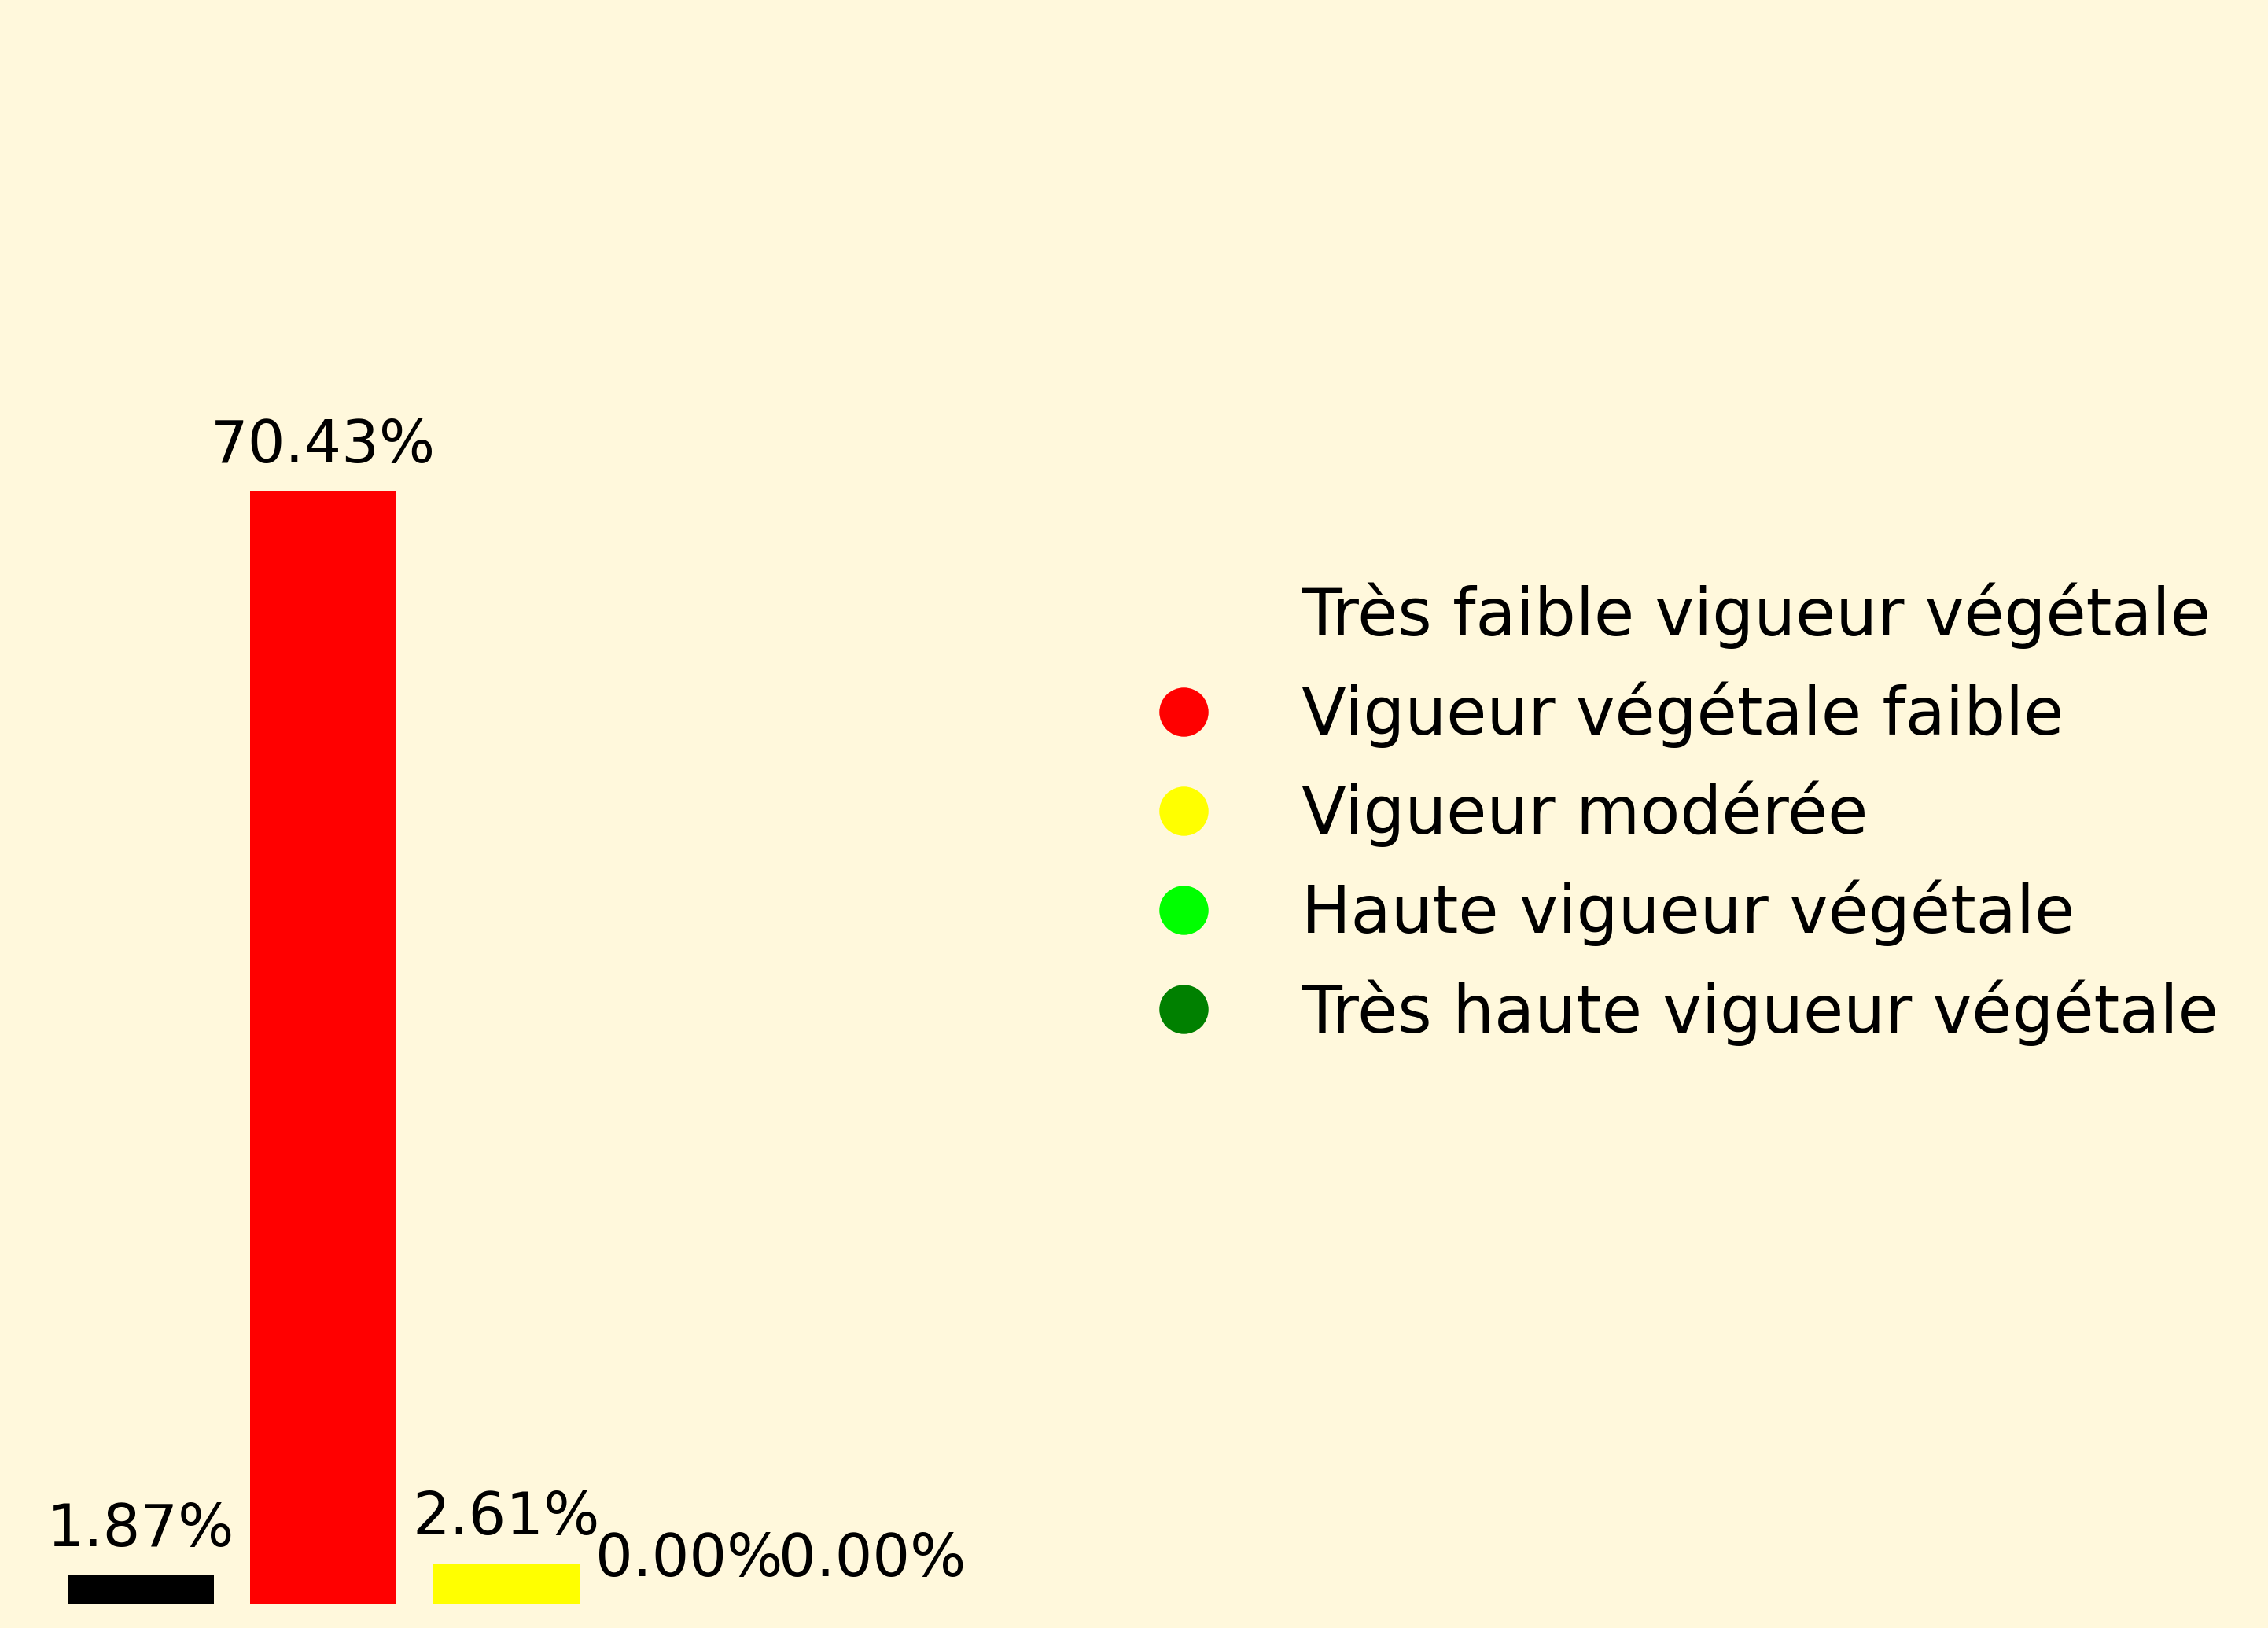 70.43%
Très faible vigueur végétale
Vigueur végétale faible
Vigueur modérée
Haute vigueur végétale
Très haute vigueur végétale
1.87%
2.61%
0.00%
0.00%